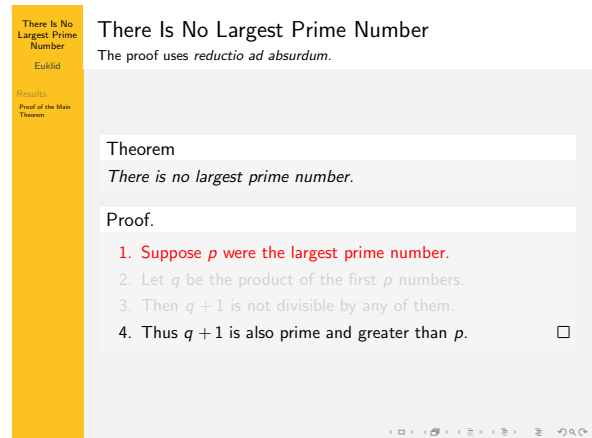 There Is No
Largest Prime
Number
Euklid
Results
Proof of the Main
Theorem
There Is No Largest Prime Number
The proof uses reductio ad absurdum.
Theorem
There is no largest prime number.
Proof.
1. Suppose p were the largest prime number.
2. Let q be the product of the first p numbers.
3. Then q + 1 is not divisible by any of them.
4. Thus q + 1 is also prime and greater than p. □